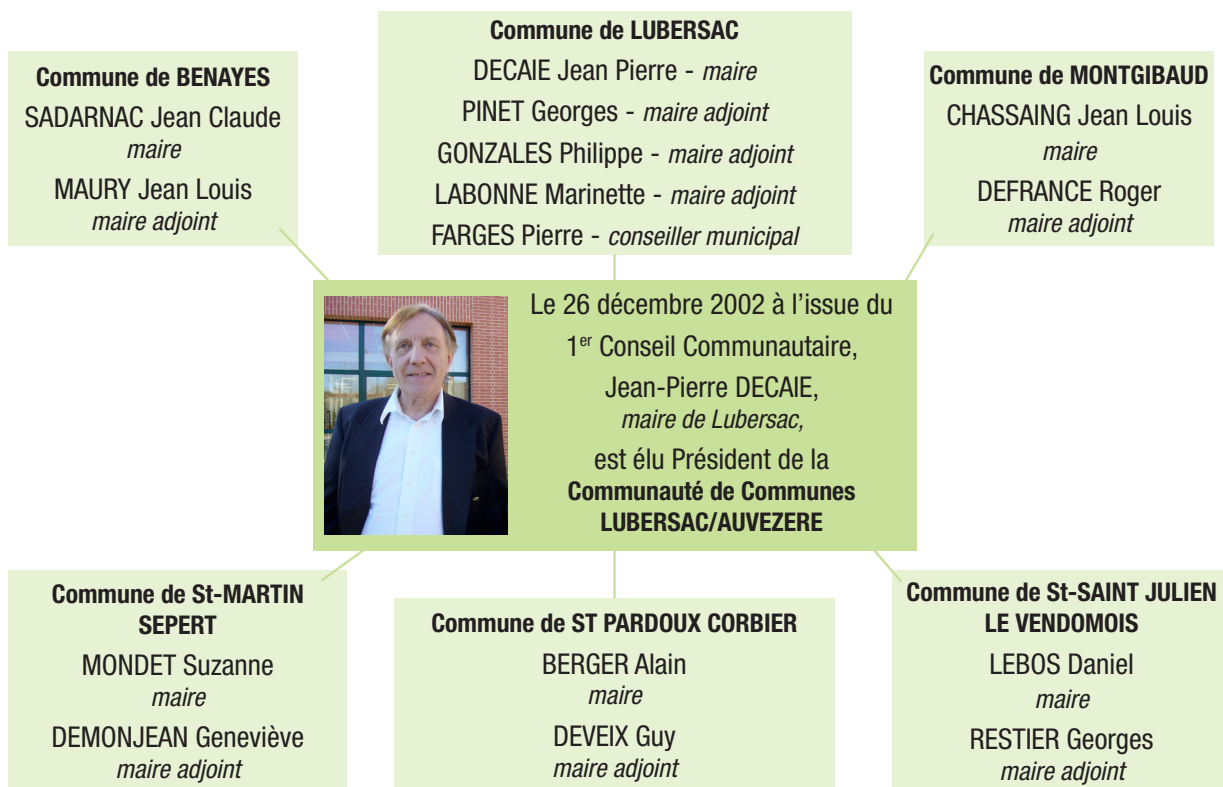 Commune de BENAYES
SADARNAC Jean Claude
maire
MAURY Jean Louis
maire adjoint
Commune de LUBERSAC
DECAIE Jean Pierre - maire
PINET Georges - maire adjoint
GONZALES Philippe - maire adjoint
LABONNE Marinette - maire adjoint
FARGES Pierre - conseiller municipal
Commune de MONTGIBAUD
CHASSAING Jean Louis
maire
DEFRANCE Roger
maire adjoint
Le 26 décembre 2002 à l’issue du
1er Conseil Communautaire,
Jean-Pierre DECAIE,
maire de Lubersac,
est élu Président de la
Communauté de Communes
LUBERSAC/AUVEZERE
Commune de St-MARTIN
SEPERT
MONDET Suzanne
maire
DEMONJEAN Geneviève
maire adjoint
Commune de ST PARDOUX CORBIER
BERGER Alain
maire
DEVEIX Guy
maire adjoint
Commune de St-SAINT JULIEN
LE VENDOMOIS
LEBOS Daniel
maire
RESTIER Georges
maire adjoint